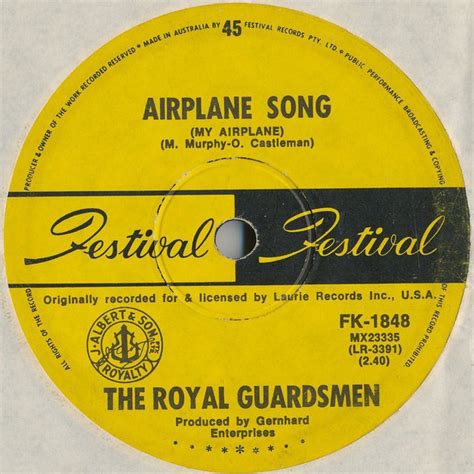 PRODUCER & OWNER OF THE WORK RECORDED RESERVED ★ MADE IN AUSTRALIA BY 45 FESTIVAL RECORDS PTY. LTD ★ PUBLIC PERFORMANCE BROADCASTING & COPYING
AIRPLANE SONG
(MY AIRPLANE)
(M. Murphy-O. Castleman)
Festival Festival
Originally recorded for & licensed by Laurie Records Inc., U.S.A.
ALL RIGHTS OF THE RECORD
OF THIS RECORD PROHIBITED
FK-1848
MX23335
(LR-3391)
(2.40)
J. ALBERT & SON
ROYALTY
THE ROYAL GUARDSMEN
Produced by Gernhard
Enterprises